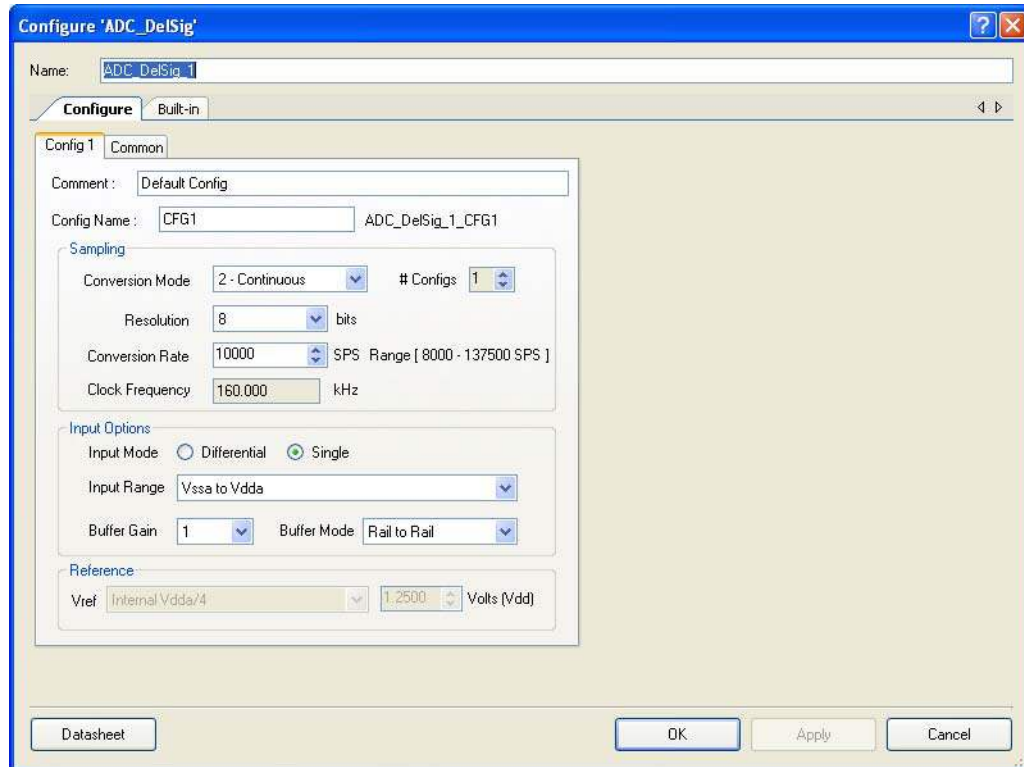 Configure 'ADC_DelSig'
Name: ADC_DelSig_1
Configure Built-in
Config 1 Common
Comment : Default Config
Config Name : CFG1 ADC_DelSig_1_CFG1
Sampling
Conversion Mode 2 - Continuous # Configs 1
Resolution 8 bits
Conversion Rate 10000 SPS Range [ 8000 - 137500 SPS ]
Clock Frequency 160.000 kHz
Input Options
Input Mode Differential Single
Input Range Vssa to Vdda
Buffer Gain 1 Buffer Mode Rail to Rail
Reference
Vref Internal Vdda/4 1.2500 Volts (Vdd)
Datasheet OK Apply Cancel